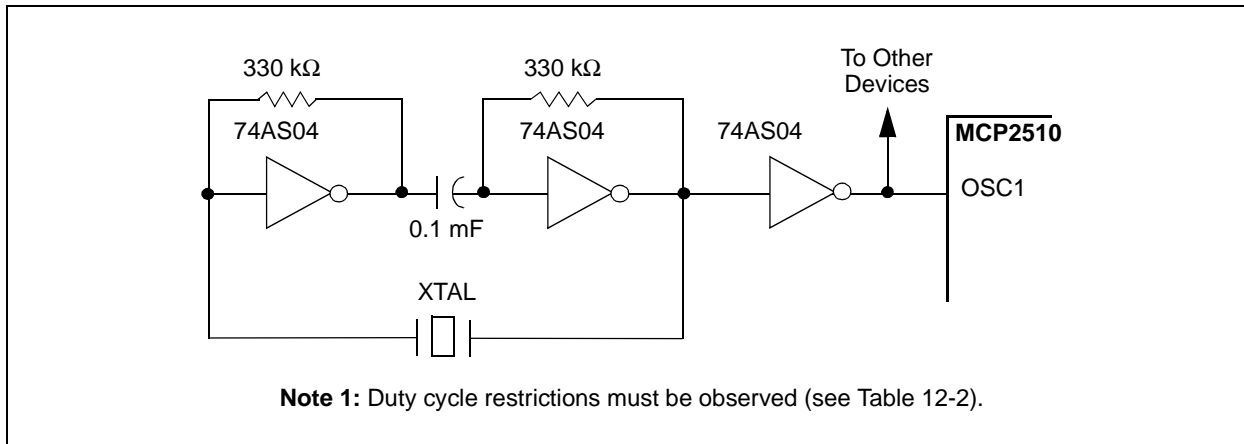 330 kΩ
330 kΩ
To Other
Devices
74AS04
74AS04
74AS04
MCP2510
OSC1
0.1 mF
XTAL
Note 1: Duty cycle restrictions must be observed (see Table 12-2).